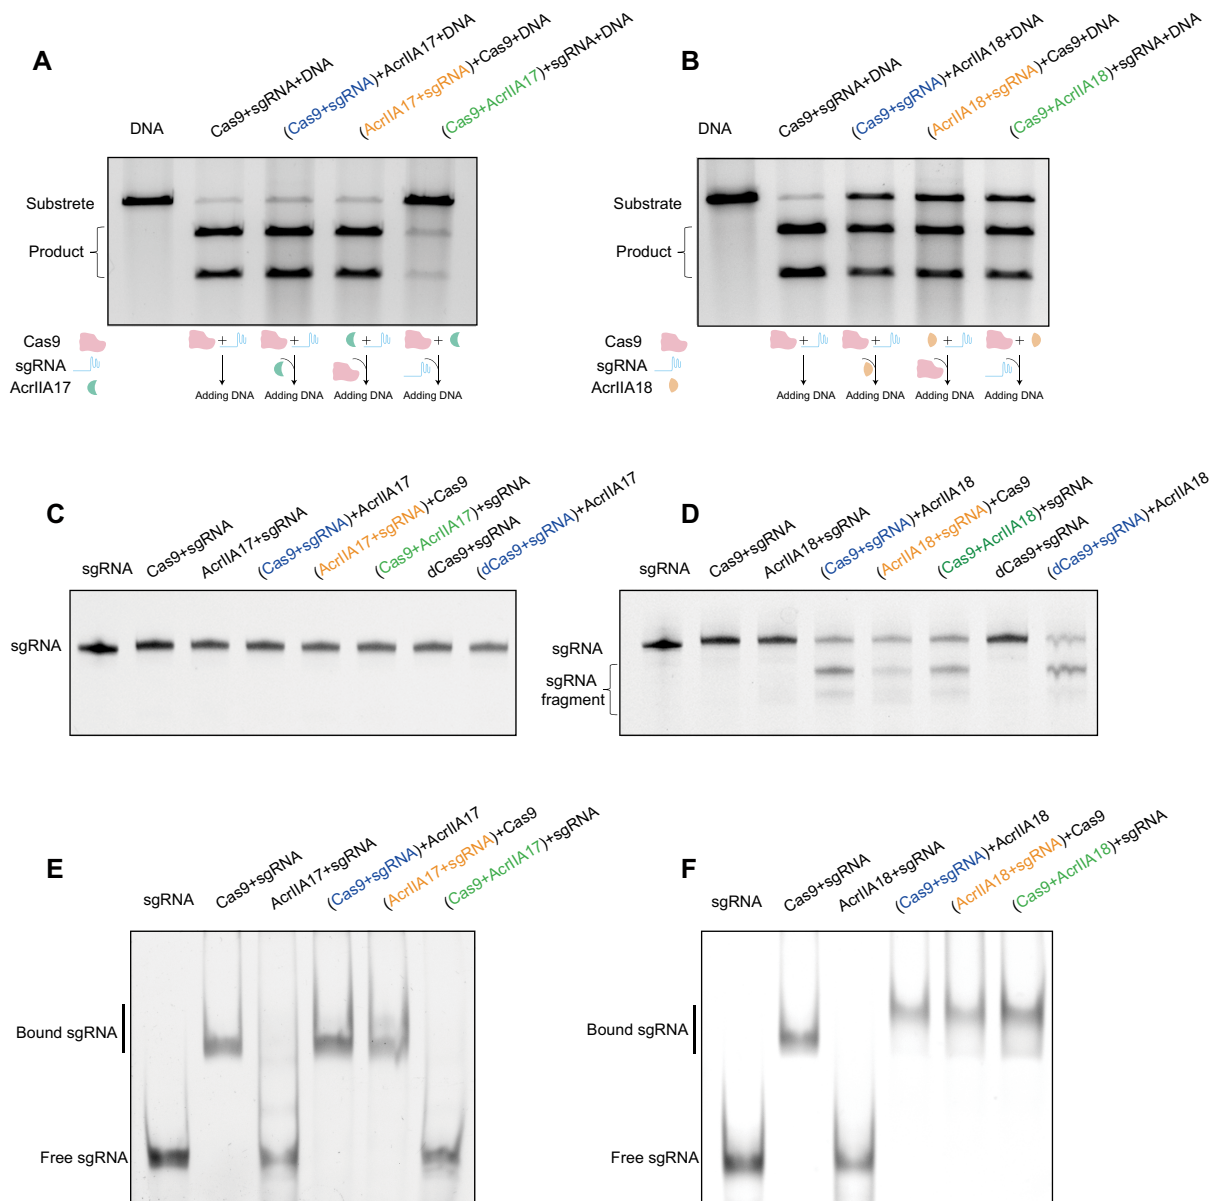 A
DNA
Cas9+sgRNA+DNA
(Cas9+sgRNA)+AcrIIA17+DNA
(AcrIIA17+sgRNA)+Cas9+DNA
(Cas9+AcrIIA17)+sgRNA+DNA
Substrete
Product
Cas9
sgRNA
AcrIIA17
+
+
+
+
Adding DNA
Adding DNA
Adding DNA
Adding DNA
B
DNA
Cas9+sgRNA+DNA
(Cas9+sgRNA)+AcrIIA18+DNA
(AcrIIA18+sgRNA)+Cas9+DNA
(Cas9+AcrIIA18)+sgRNA+DNA
Substrate
Product
Cas9
sgRNA
AcrIIA18
+
+
+
+
Adding DNA
Adding DNA
Adding DNA
Adding DNA
C
sgRNA
Cas9+sgRNA
AcrIIA17+sgRNA
(Cas9+sgRNA)+AcrIIA17
(AcrIIA17+sgRNA)+Cas9
(Cas9+AcrIIA17)+sgRNA
dCas9+sgRNA
(dCas9+sgRNA)+AcrIIA17
sgRNA
D
sgRNA
Cas9+sgRNA
AcrIIA18+sgRNA
(Cas9+sgRNA)+AcrIIA18
(AcrIIA18+sgRNA)+Cas9
(Cas9+AcrIIA18)+sgRNA
dCas9+sgRNA
(dCas9+sgRNA)+AcrIIA18
sgRNA
sgRNA
fragment
E
sgRNA
Cas9+sgRNA
AcrIIA17+sgRNA
(Cas9+sgRNA)+AcrIIA17
(AcrIIA17+sgRNA)+Cas9
(Cas9+AcrIIA17)+sgRNA
Bound sgRNA
Free sgRNA
F
sgRNA
Cas9+sgRNA
AcrIIA18+sgRNA
(Cas9+sgRNA)+AcrIIA18
(AcrIIA18+sgRNA)+Cas9
(Cas9+AcrIIA18)+sgRNA
Bound sgRNA
Free sgRNA